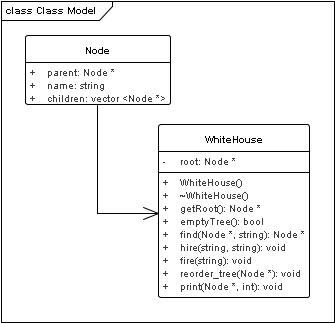 class Class Model
Node
+ parent: Node *
+ name: string
+ children: vector <Node *>
WhiteHouse
- root: Node *
+ WhiteHouse()
+ ~WhiteHouse()
+ getRoot(): Node *
+ emptyTree(): bool
+ find(Node *, string): Node *
+ hire(string, string): void
+ fire(string): void
+ reorder_tree(Node *): void
+ print(Node *, int): void